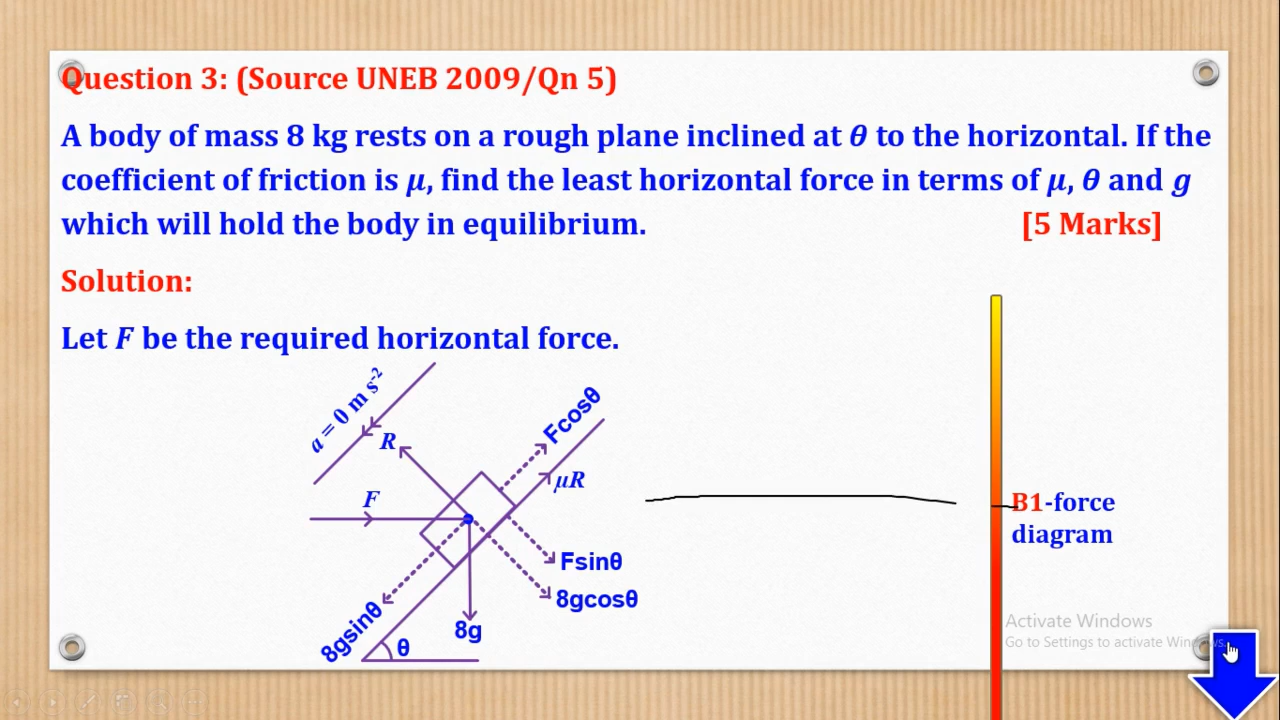 Question 3: (Source UNEB 2009/Qn 5)
A body of mass 8 kg rests on a rough plane inclined at θ to the horizontal. If the
coefficient of friction is μ, find the least horizontal force in terms of μ, θ and g
which will hold the body in equilibrium. [5 Marks]
Solution:
Let F be the required horizontal force.
a = 0 m s⁻²
R
Fcosθ
μR
F
B1-force
diagram
Fsinθ
8gcosθ
8gsinθ
8g
θ
Activate Windows
Go to Settings to activate Windows.